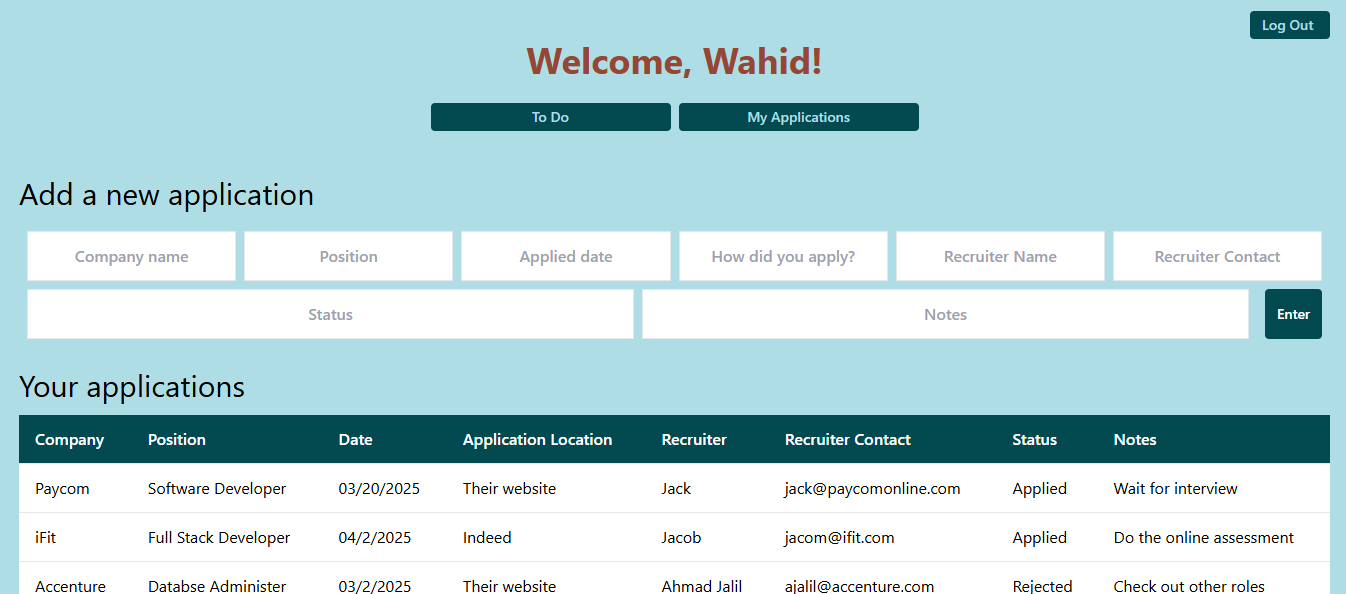 Log Out
Welcome, Wahid!
To Do My Applications
Add a new application
Company name Position Applied date How did you apply? Recruiter Name Recruiter Contact
Status Notes Enter
Your applications
Company Position Date Application Location Recruiter Recruiter Contact Status Notes
Paycom Software Developer 03/20/2025 Their website Jack jack@paycomonline.com Applied Wait for interview
iFit Full Stack Developer 04/2/2025 Indeed Jacob jacom@ifit.com Applied Do the online assessment
Accenture Databse Administer 03/2/2025 Their website Ahmad Jalil ajalil@accenture.com Rejected Check out other roles